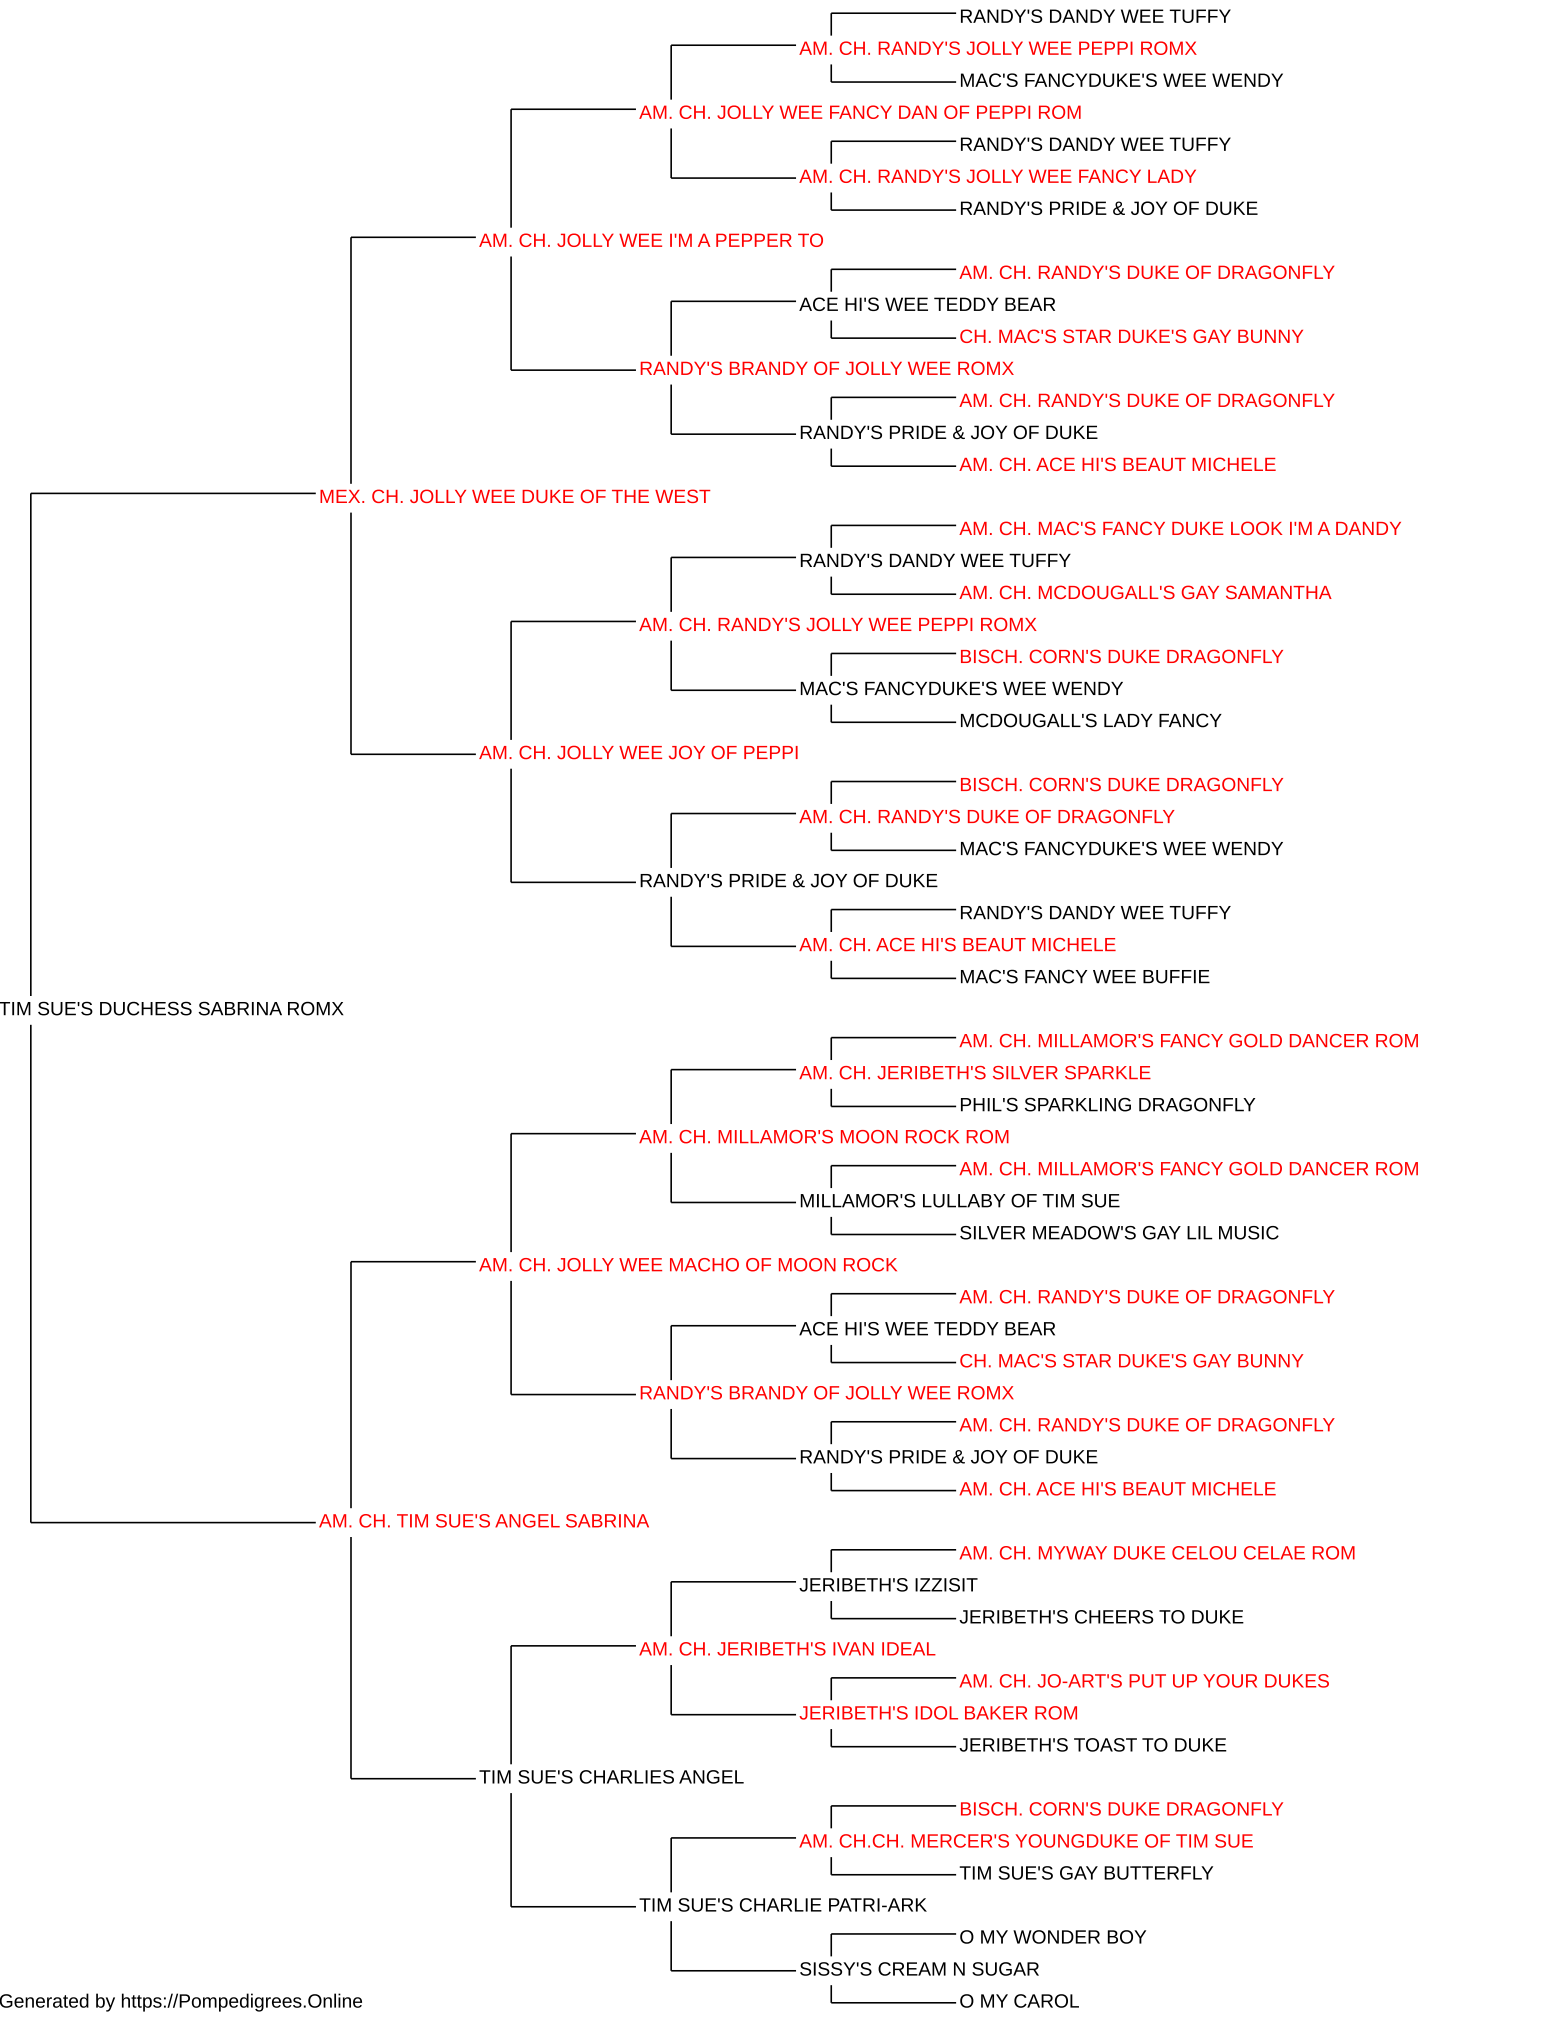 RANDY'S DANDY WEE TUFFY
AM. CH. RANDY'S JOLLY WEE PEPPI ROMX
MAC'S FANCYDUKE'S WEE WENDY
AM. CH. JOLLY WEE FANCY DAN OF PEPPI ROM
RANDY'S DANDY WEE TUFFY
AM. CH. RANDY'S JOLLY WEE FANCY LADY
RANDY'S PRIDE & JOY OF DUKE
AM. CH. JOLLY WEE I'M A PEPPER TO
AM. CH. RANDY'S DUKE OF DRAGONFLY
ACE HI'S WEE TEDDY BEAR
CH. MAC'S STAR DUKE'S GAY BUNNY
RANDY'S BRANDY OF JOLLY WEE ROMX
AM. CH. RANDY'S DUKE OF DRAGONFLY
RANDY'S PRIDE & JOY OF DUKE
AM. CH. ACE HI'S BEAUT MICHELE
MEX. CH. JOLLY WEE DUKE OF THE WEST
AM. CH. MAC'S FANCY DUKE LOOK I'M A DANDY
RANDY'S DANDY WEE TUFFY
AM. CH. MCDOUGALL'S GAY SAMANTHA
AM. CH. RANDY'S JOLLY WEE PEPPI ROMX
BISCH. CORN'S DUKE DRAGONFLY
MAC'S FANCYDUKE'S WEE WENDY
MCDOUGALL'S LADY FANCY
AM. CH. JOLLY WEE JOY OF PEPPI
BISCH. CORN'S DUKE DRAGONFLY
AM. CH. RANDY'S DUKE OF DRAGONFLY
MAC'S FANCYDUKE'S WEE WENDY
RANDY'S PRIDE & JOY OF DUKE
RANDY'S DANDY WEE TUFFY
AM. CH. ACE HI'S BEAUT MICHELE
MAC'S FANCY WEE BUFFIE
TIM SUE'S DUCHESS SABRINA ROMX
AM. CH. MILLAMOR'S FANCY GOLD DANCER ROM
AM. CH. JERIBETH'S SILVER SPARKLE
PHIL'S SPARKLING DRAGONFLY
AM. CH. MILLAMOR'S MOON ROCK ROM
AM. CH. MILLAMOR'S FANCY GOLD DANCER ROM
MILLAMOR'S LULLABY OF TIM SUE
SILVER MEADOW'S GAY LIL MUSIC
AM. CH. JOLLY WEE MACHO OF MOON ROCK
AM. CH. RANDY'S DUKE OF DRAGONFLY
ACE HI'S WEE TEDDY BEAR
CH. MAC'S STAR DUKE'S GAY BUNNY
RANDY'S BRANDY OF JOLLY WEE ROMX
AM. CH. RANDY'S DUKE OF DRAGONFLY
RANDY'S PRIDE & JOY OF DUKE
AM. CH. ACE HI'S BEAUT MICHELE
AM. CH. TIM SUE'S ANGEL SABRINA
AM. CH. MYWAY DUKE CELOU CELAE ROM
JERIBETH'S IZZISIT
JERIBETH'S CHEERS TO DUKE
AM. CH. JERIBETH'S IVAN IDEAL
AM. CH. JO-ART'S PUT UP YOUR DUKES
JERIBETH'S IDOL BAKER ROM
JERIBETH'S TOAST TO DUKE
TIM SUE'S CHARLIES ANGEL
BISCH. CORN'S DUKE DRAGONFLY
AM. CH.CH. MERCER'S YOUNGDUKE OF TIM SUE
TIM SUE'S GAY BUTTERFLY
TIM SUE'S CHARLIE PATRI-ARK
O MY WONDER BOY
SISSY'S CREAM N SUGAR
O MY CAROL
Generated by https://Pompedigrees.Online